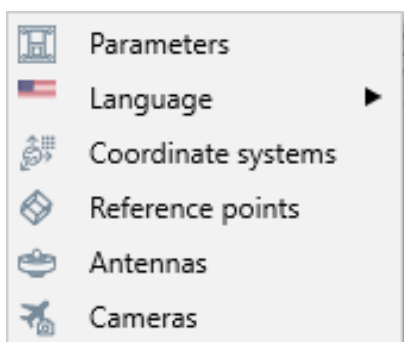 Parameters
Language
Coordinate systems
Reference points
Antennas
Cameras